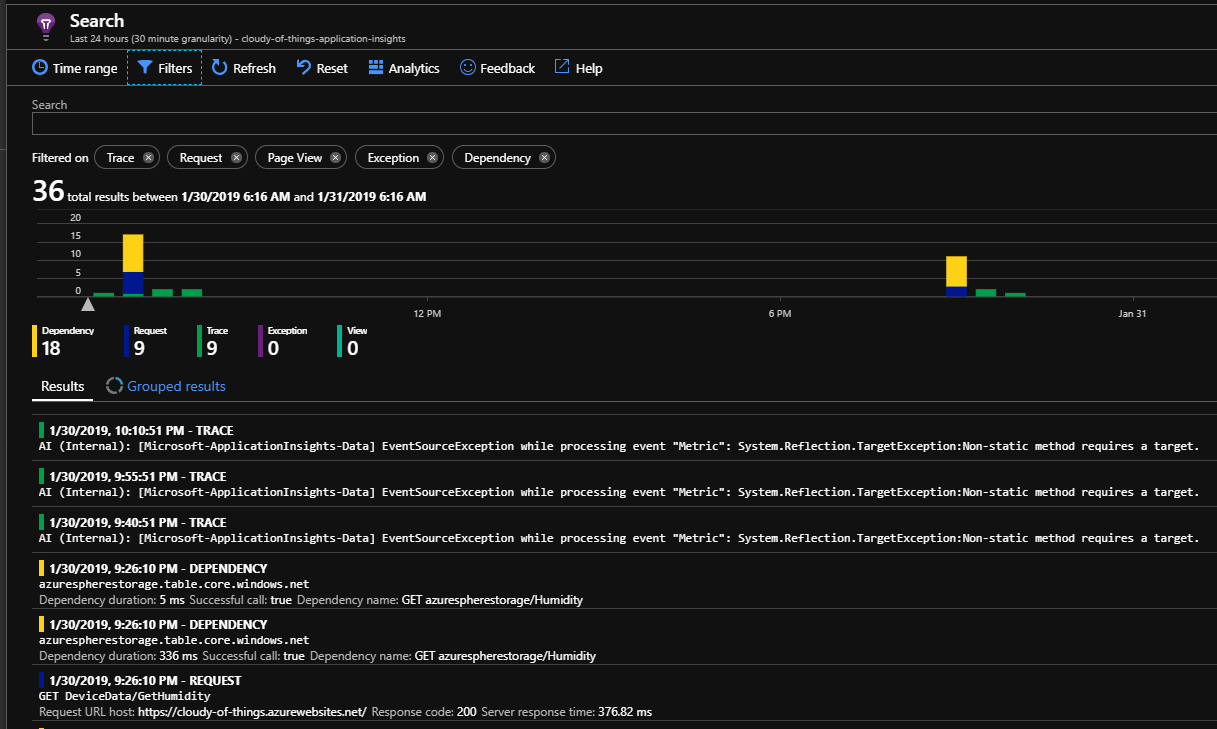 Search
Last 24 hours (30 minute granularity) - cloudy-of-things-application-insights
Time range Filters Refresh Reset Analytics Feedback Help
Search
Filtered on Trace Request Page View Exception Dependency
36 total results between 1/30/2019 6:16 AM and 1/31/2019 6:16 AM
20
15
10
5
0
12 PM 6 PM Jan 31
Dependency Request Trace Exception View
18 9 9 0 0
Results Grouped results
1/30/2019, 10:10:51 PM - TRACE
AI (Internal): [Microsoft-ApplicationInsights-Data] EventSourceException while processing event "Metric": System.Reflection.TargetException:Non-static method requires a target.
1/30/2019, 9:55:51 PM - TRACE
AI (Internal): [Microsoft-ApplicationInsights-Data] EventSourceException while processing event "Metric": System.Reflection.TargetException:Non-static method requires a target.
1/30/2019, 9:40:51 PM - TRACE
AI (Internal): [Microsoft-ApplicationInsights-Data] EventSourceException while processing event "Metric": System.Reflection.TargetException:Non-static method requires a target.
1/30/2019, 9:26:10 PM - DEPENDENCY
azurespherestorage.table.core.windows.net
Dependency duration: 5 ms Successful call: true Dependency name: GET azurespherestorage/Humidity
1/30/2019, 9:26:10 PM - DEPENDENCY
azurespherestorage.table.core.windows.net
Dependency duration: 336 ms Successful call: true Dependency name: GET azurespherestorage/Humidity
1/30/2019, 9:26:10 PM - REQUEST
GET DeviceData/GetHumidity
Request URL host: https://cloudy-of-things.azurewebsites.net/ Response code: 200 Server response time: 376.82 ms